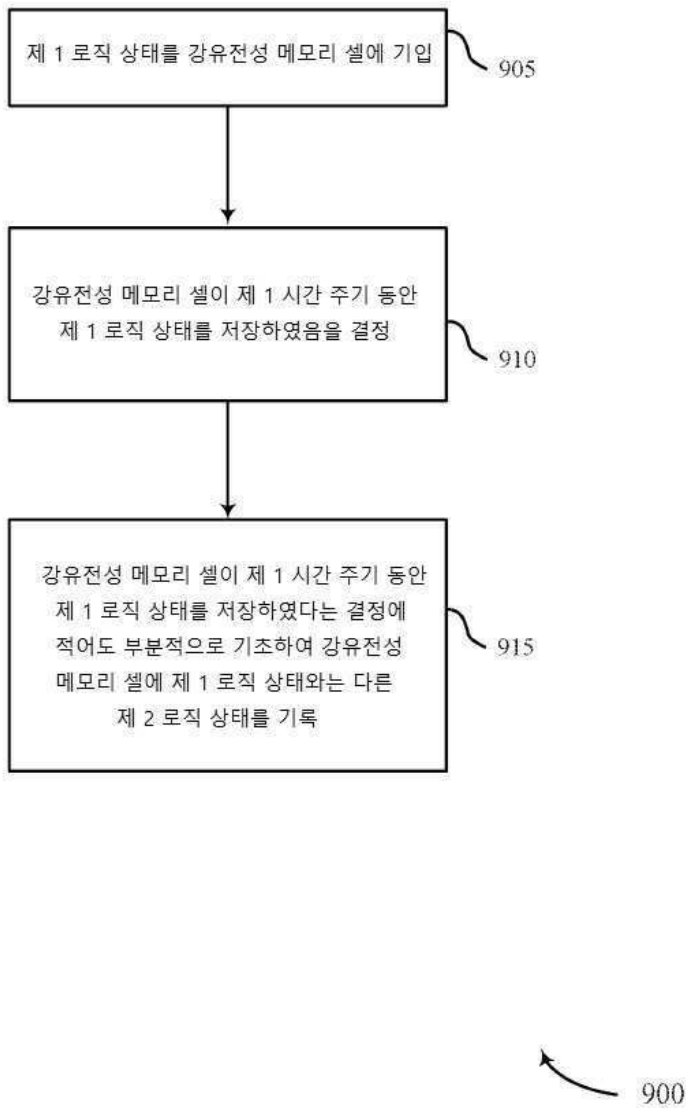 제 1 로직 상태를 강유전성 메모리 셀에 기입
905
강유전성 메모리 셀이 제 1 시간 주기 동안
제 1 로직 상태를 저장하였음을 결정
910
강유전성 메모리 셀이 제 1 시간 주기 동안
제 1 로직 상태를 저장하였다는 결정에
적어도 부분적으로 기초하여 강유전성
메모리 셀에 제 1 로직 상태와는 다른
제 2 로직 상태를 기록
915
900